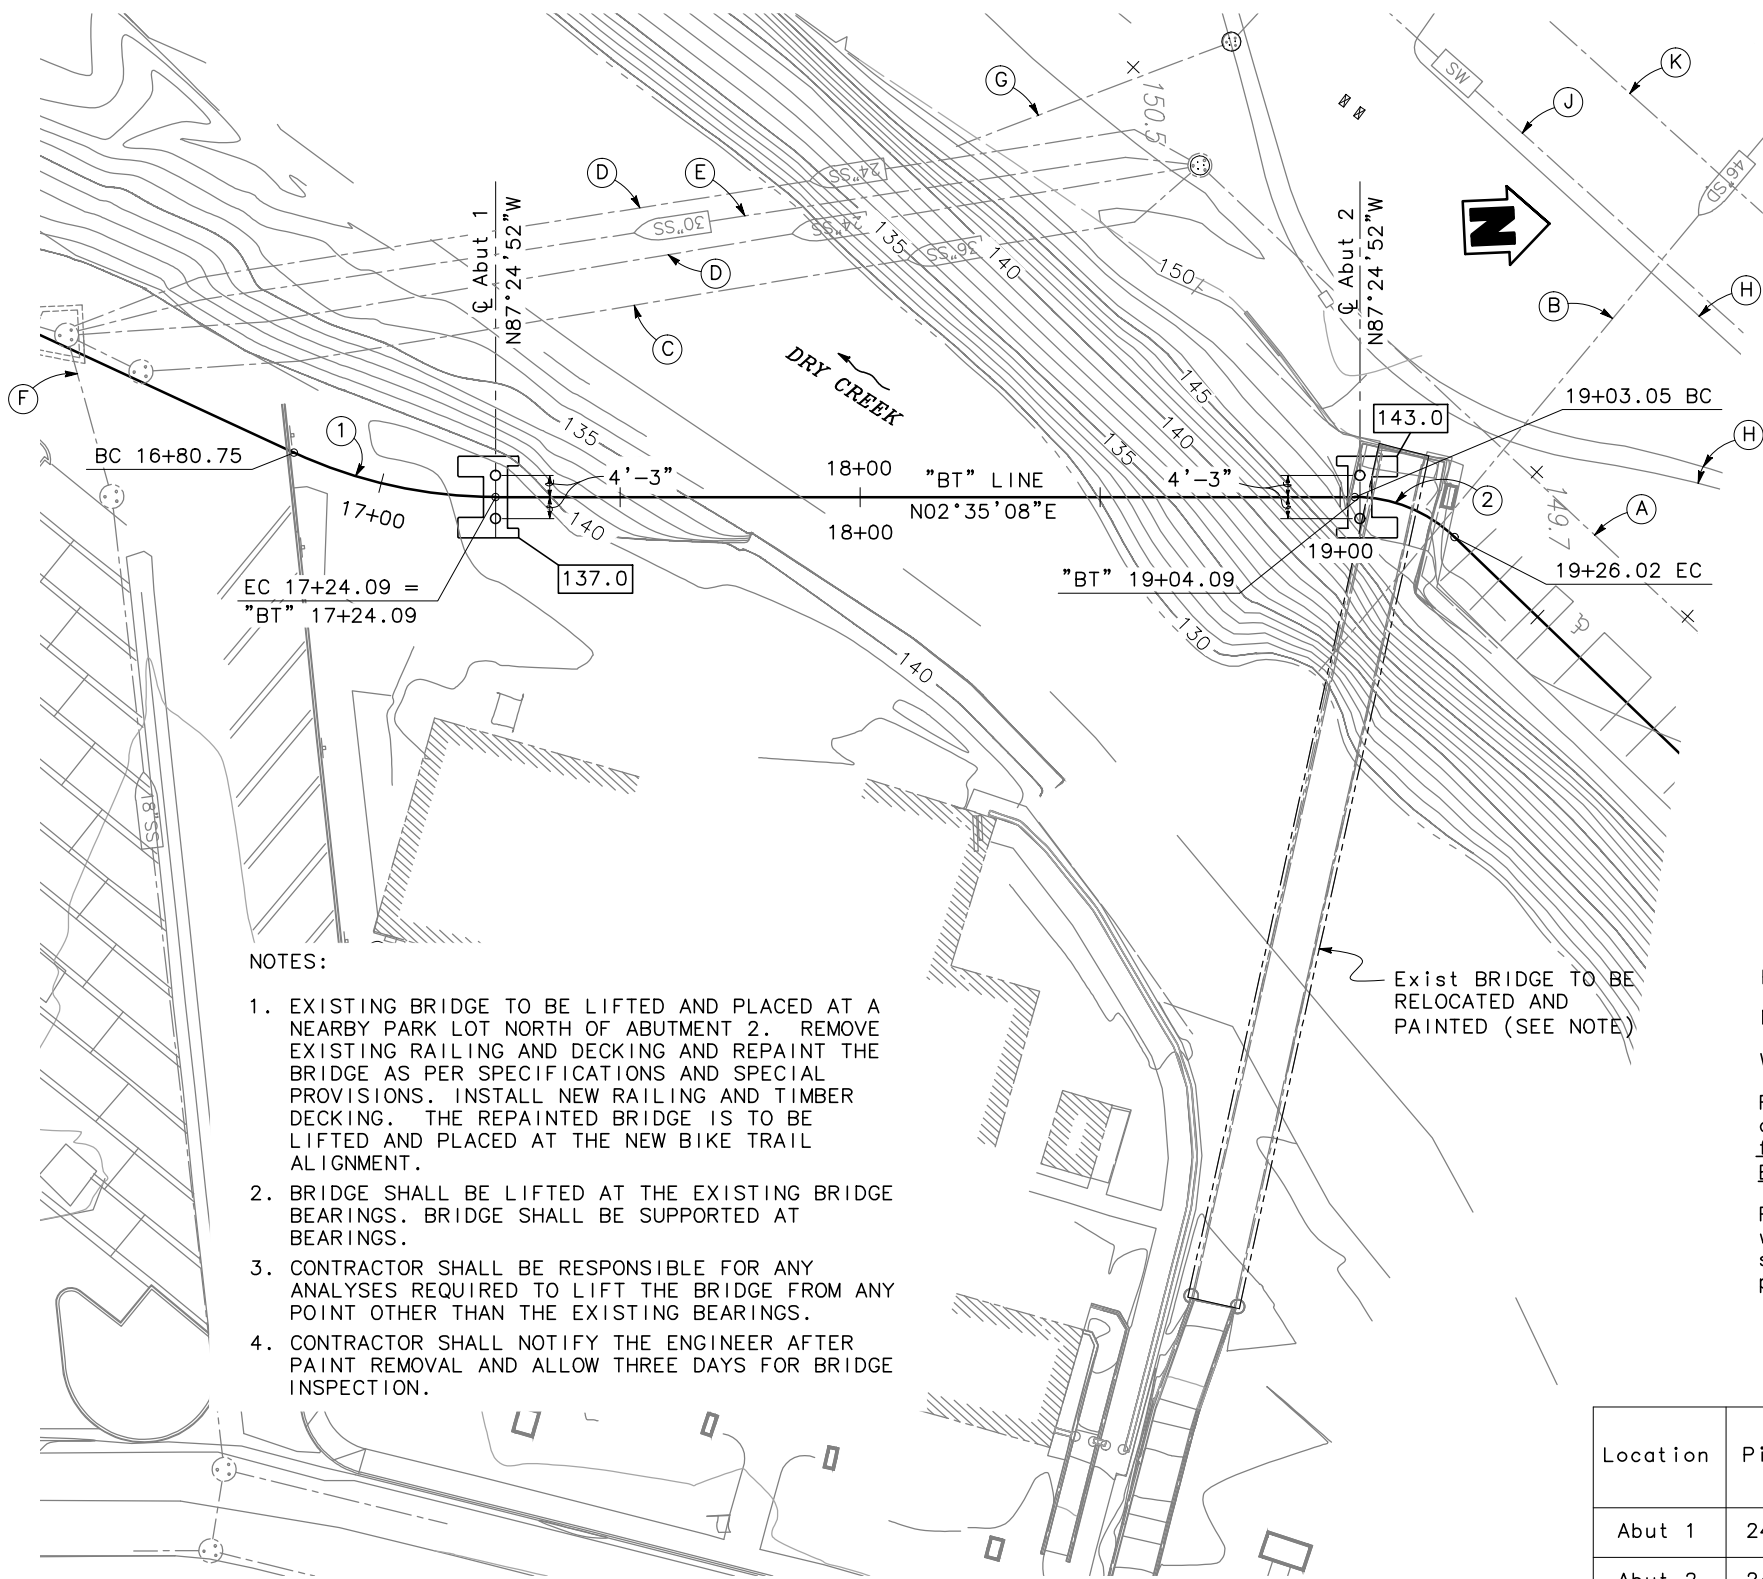 G
K
SW
J
150.5
D
E
24"SS
46"SD
℄ Abut 1
N87°24'52"W
30"SS
135
36"SS
140
℄ Abut 2
N87°24'52"W
N
D
150
B
H
C
DRY CREEK
F
145
19+03.05 BC
143.0
1
135
140
135
H
BC 16+80.75
18+00
"BT" LINE
4'-3"
4'-3"
2
17+00
140
N02°35'08"E
18+00
149.7
A
19+00
EC 17+24.09 =
"BT" 17+24.09
137.0
"BT" 19+04.09
19+26.02 EC
130
140
18"SS
NOTES:
1. EXISTING BRIDGE TO BE LIFTED AND PLACED AT A
NEARBY PARK LOT NORTH OF ABUTMENT 2. REMOVE
EXISTING RAILING AND DECKING AND REPAINT THE
BRIDGE AS PER SPECIFICATIONS AND SPECIAL
PROVISIONS. INSTALL NEW RAILING AND TIMBER
DECKING. THE REPAINTED BRIDGE IS TO BE
LIFTED AND PLACED AT THE NEW BIKE TRAIL
ALIGNMENT.
2. BRIDGE SHALL BE LIFTED AT THE EXISTING BRIDGE
BEARINGS. BRIDGE SHALL BE SUPPORTED AT
BEARINGS.
3. CONTRACTOR SHALL BE RESPONSIBLE FOR ANY
ANALYSES REQUIRED TO LIFT THE BRIDGE FROM ANY
POINT OTHER THAN THE EXISTING BEARINGS.
4. CONTRACTOR SHALL NOTIFY THE ENGINEER AFTER
PAINT REMOVAL AND ALLOW THREE DAYS FOR BRIDGE
INSPECTION.
Exist BRIDGE TO BE
RELOCATED AND
PAINTED (SEE NOTE)
Location
Abut 1